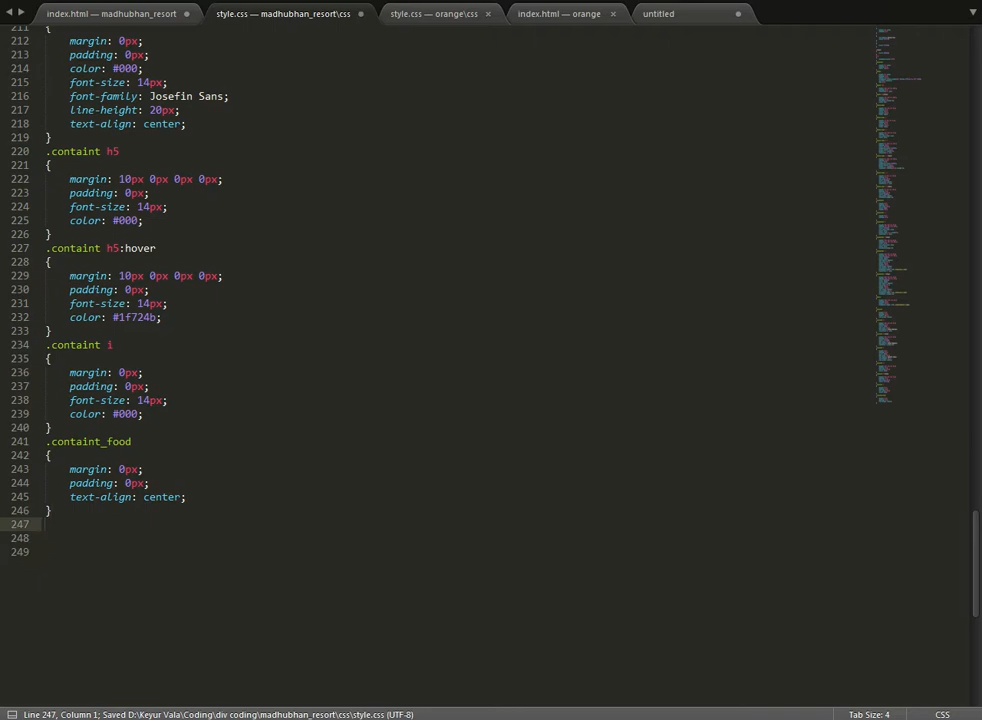 index.html — madhubhan_resort
style.css — madhubhan_resort\css
style.css — orange\css
index.html — orange
untitled
211 {
212 margin: 0px;
213 padding: 0px;
214 color: #000;
215 font-size: 14px;
216 font-family: Josefin Sans;
217 line-height: 20px;
218 text-align: center;
219 }
220 .containt h5
221 {
222 margin: 10px 0px 0px 0px;
223 padding: 0px;
224 font-size: 14px;
225 color: #000;
226 }
227 .containt h5:hover
228 {
229 margin: 10px 0px 0px 0px;
230 padding: 0px;
231 font-size: 14px;
232 color: #1f724b;
233 }
234 .containt i
235 {
236 margin: 0px;
237 padding: 0px;
238 font-size: 14px;
239 color: #000;
240 }
241 .containt_food
242 {
243 margin: 0px;
244 padding: 0px;
245 text-align: center;
246 }
247
248
249
Line 247, Column 1; Saved D:\Keyur Vala\Coding\div coding\madhubhan_resort\css\style.css (UTF-8)
Tab Size: 4
CSS